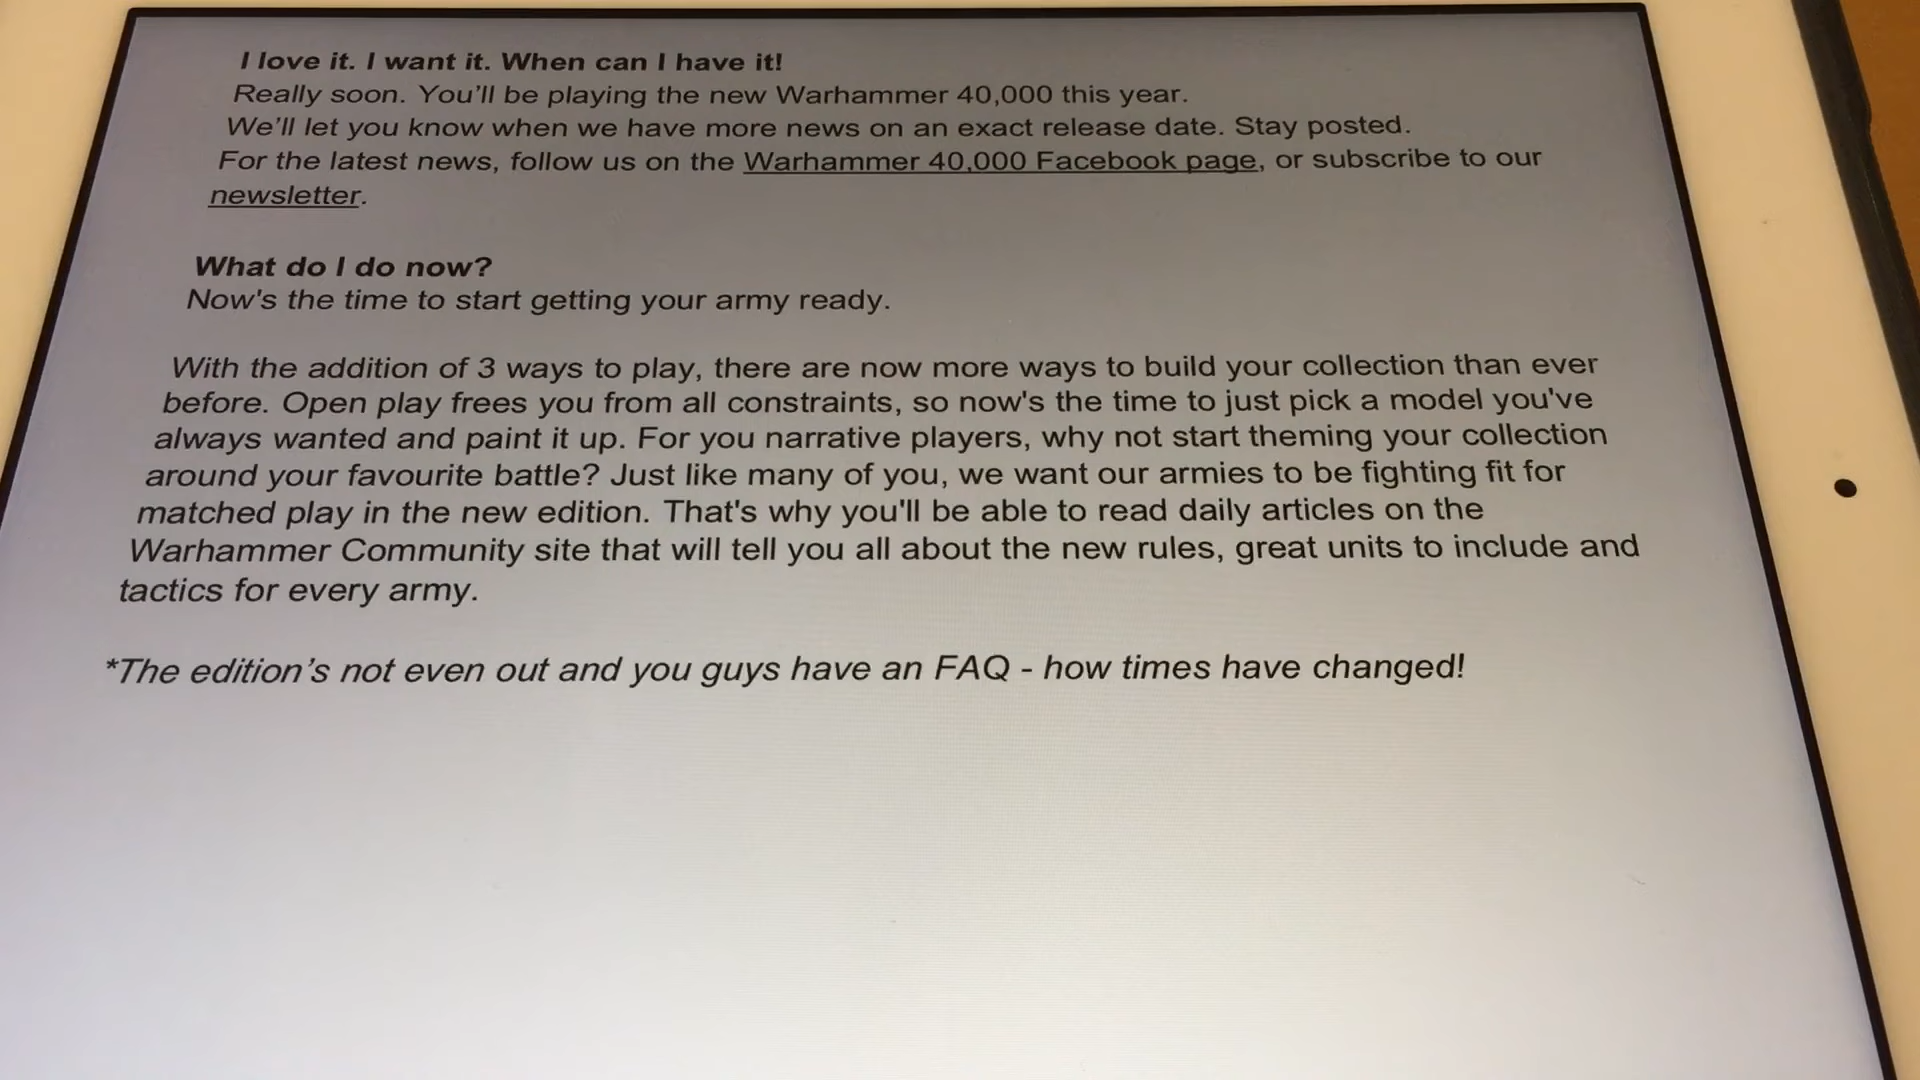 I love it. I want it. When can I have it!
Really soon. You'll be playing the new Warhammer 40,000 this year.
We'll let you know when we have more news on an exact release date. Stay posted.
For the latest news, follow us on the Warhammer 40,000 Facebook page, or subscribe to our
newsletter.
What do I do now?
Now's the time to start getting your army ready.
With the addition of 3 ways to play, there are now more ways to build your collection than ever
before. Open play frees you from all constraints, so now's the time to just pick a model you've
always wanted and paint it up. For you narrative players, why not start theming your collection
around your favourite battle? Just like many of you, we want our armies to be fighting fit for
matched play in the new edition. That's why you'll be able to read daily articles on the
Warhammer Community site that will tell you all about the new rules, great units to include and
tactics for every army.
*The edition's not even out and you guys have an FAQ - how times have changed!